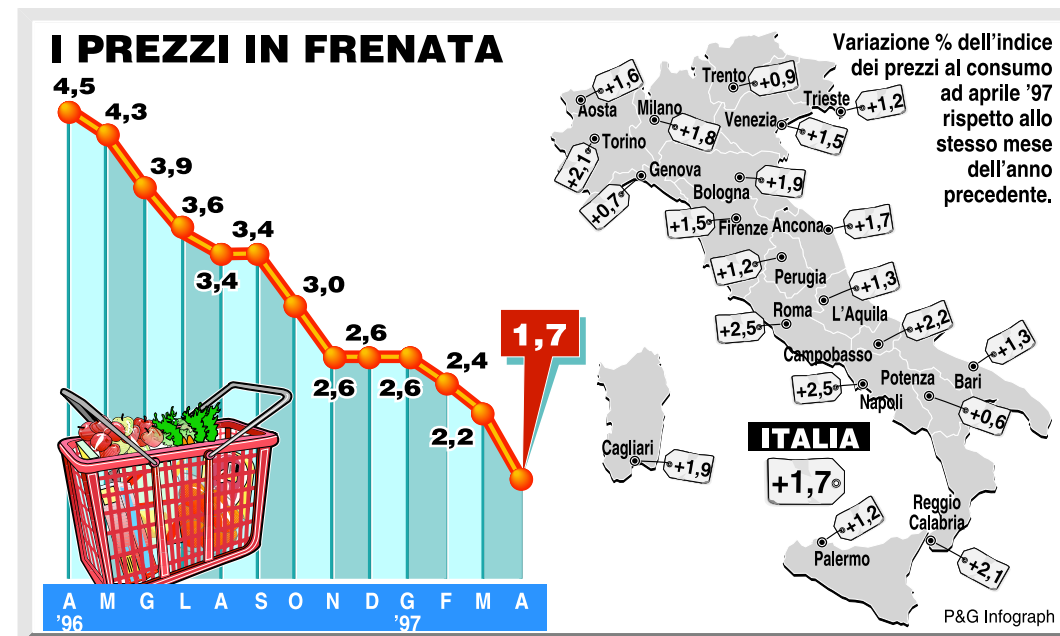 I PREZZI IN FRENATA
4,5
4,3
3,9
3,6
3,4
3,4
3,0
2,6
2,6
2,6
2,4
2,2
1,7
A M G L A S O N D G F M A
'96 '97
Variazione % dell'indice
dei prezzi al consumo
ad aprile '97
rispetto allo
stesso mese
dell'anno
precedente.
Aosta +1,6
Trento +0,9
Trieste +1,2
Milano +1,8
Venezia +1,5
Torino +2,1
Genova +0,7
Bologna +1,9
+1,5 Firenze
Ancona +1,7
+1,2 Perugia
L'Aquila +1,3
Roma +2,5
Campobasso +2,2
+2,5 Napoli
Potenza +0,6
Bari +1,3
Cagliari +1,9
ITALIA
+1,7
Palermo +1,2
Reggio
Calabria
+2,1
P&G Infograph